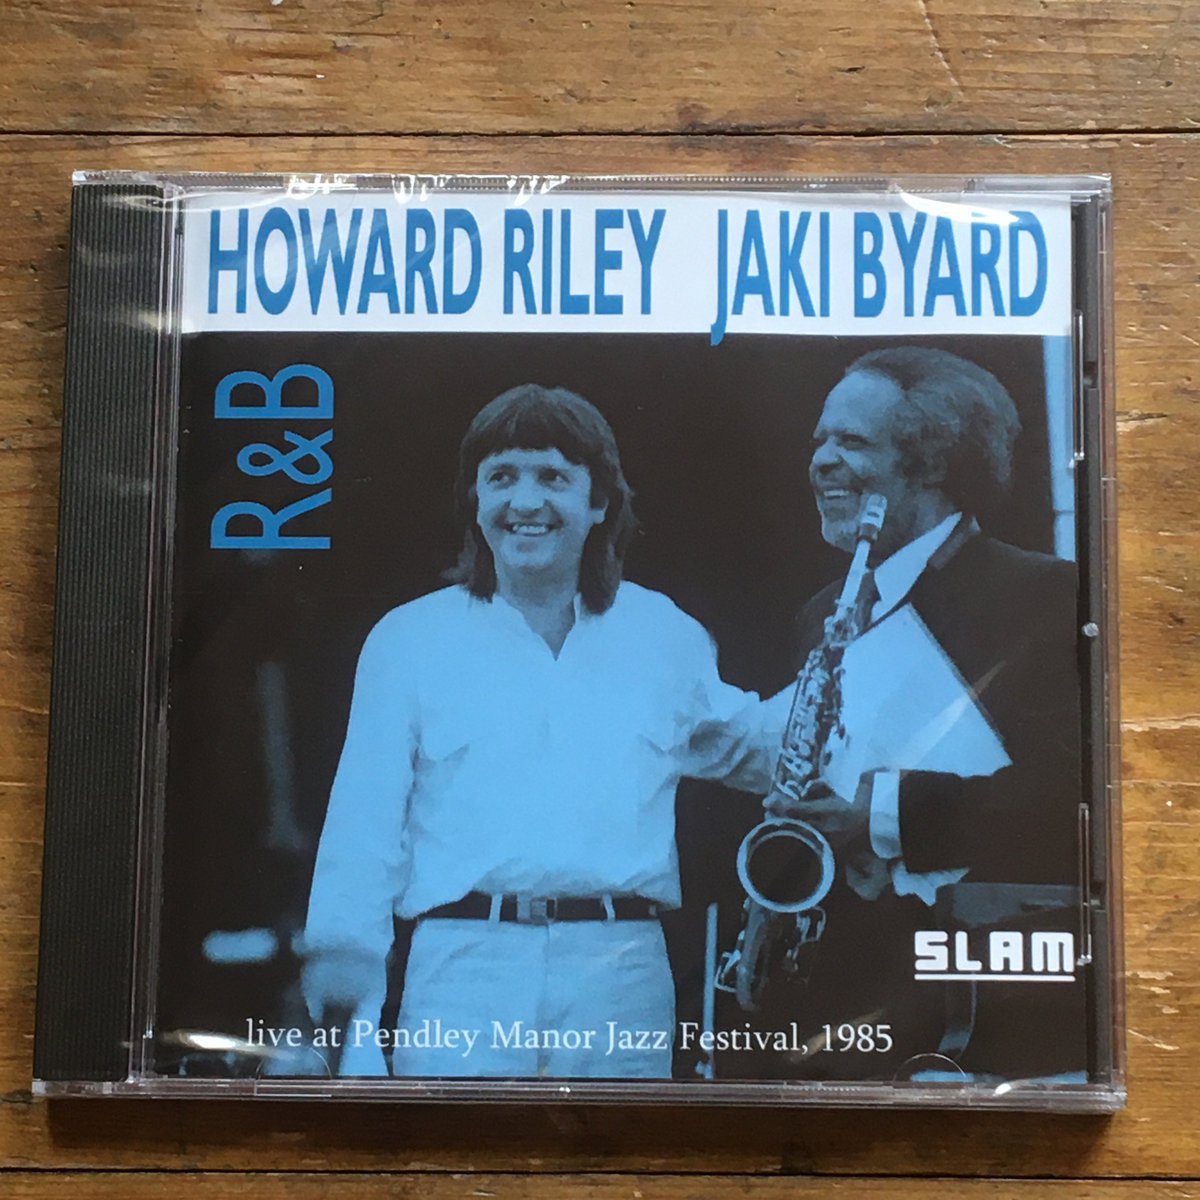 HOWARD RILEY JAKI BYARD
R&B
SLAM
live at Pendley Manor Jazz Festival, 1985